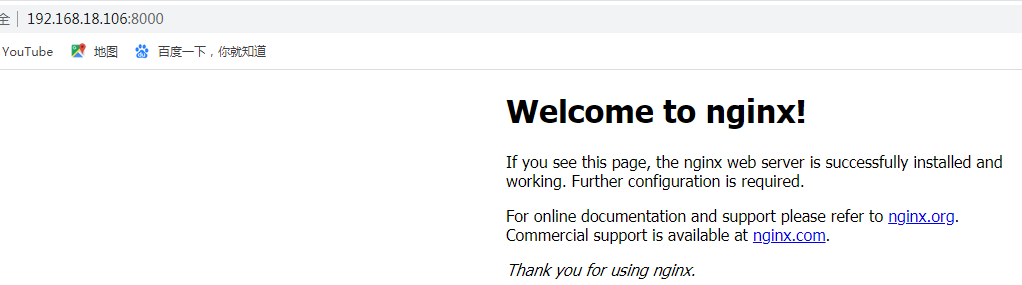 全 | 192.168.18.106:8000
YouTube 地图 百度一下，你就知道
Welcome to nginx!
If you see this page, the nginx web server is successfully installed and
working. Further configuration is required.
For online documentation and support please refer to nginx.org.
Commercial support is available at nginx.com.
Thank you for using nginx.